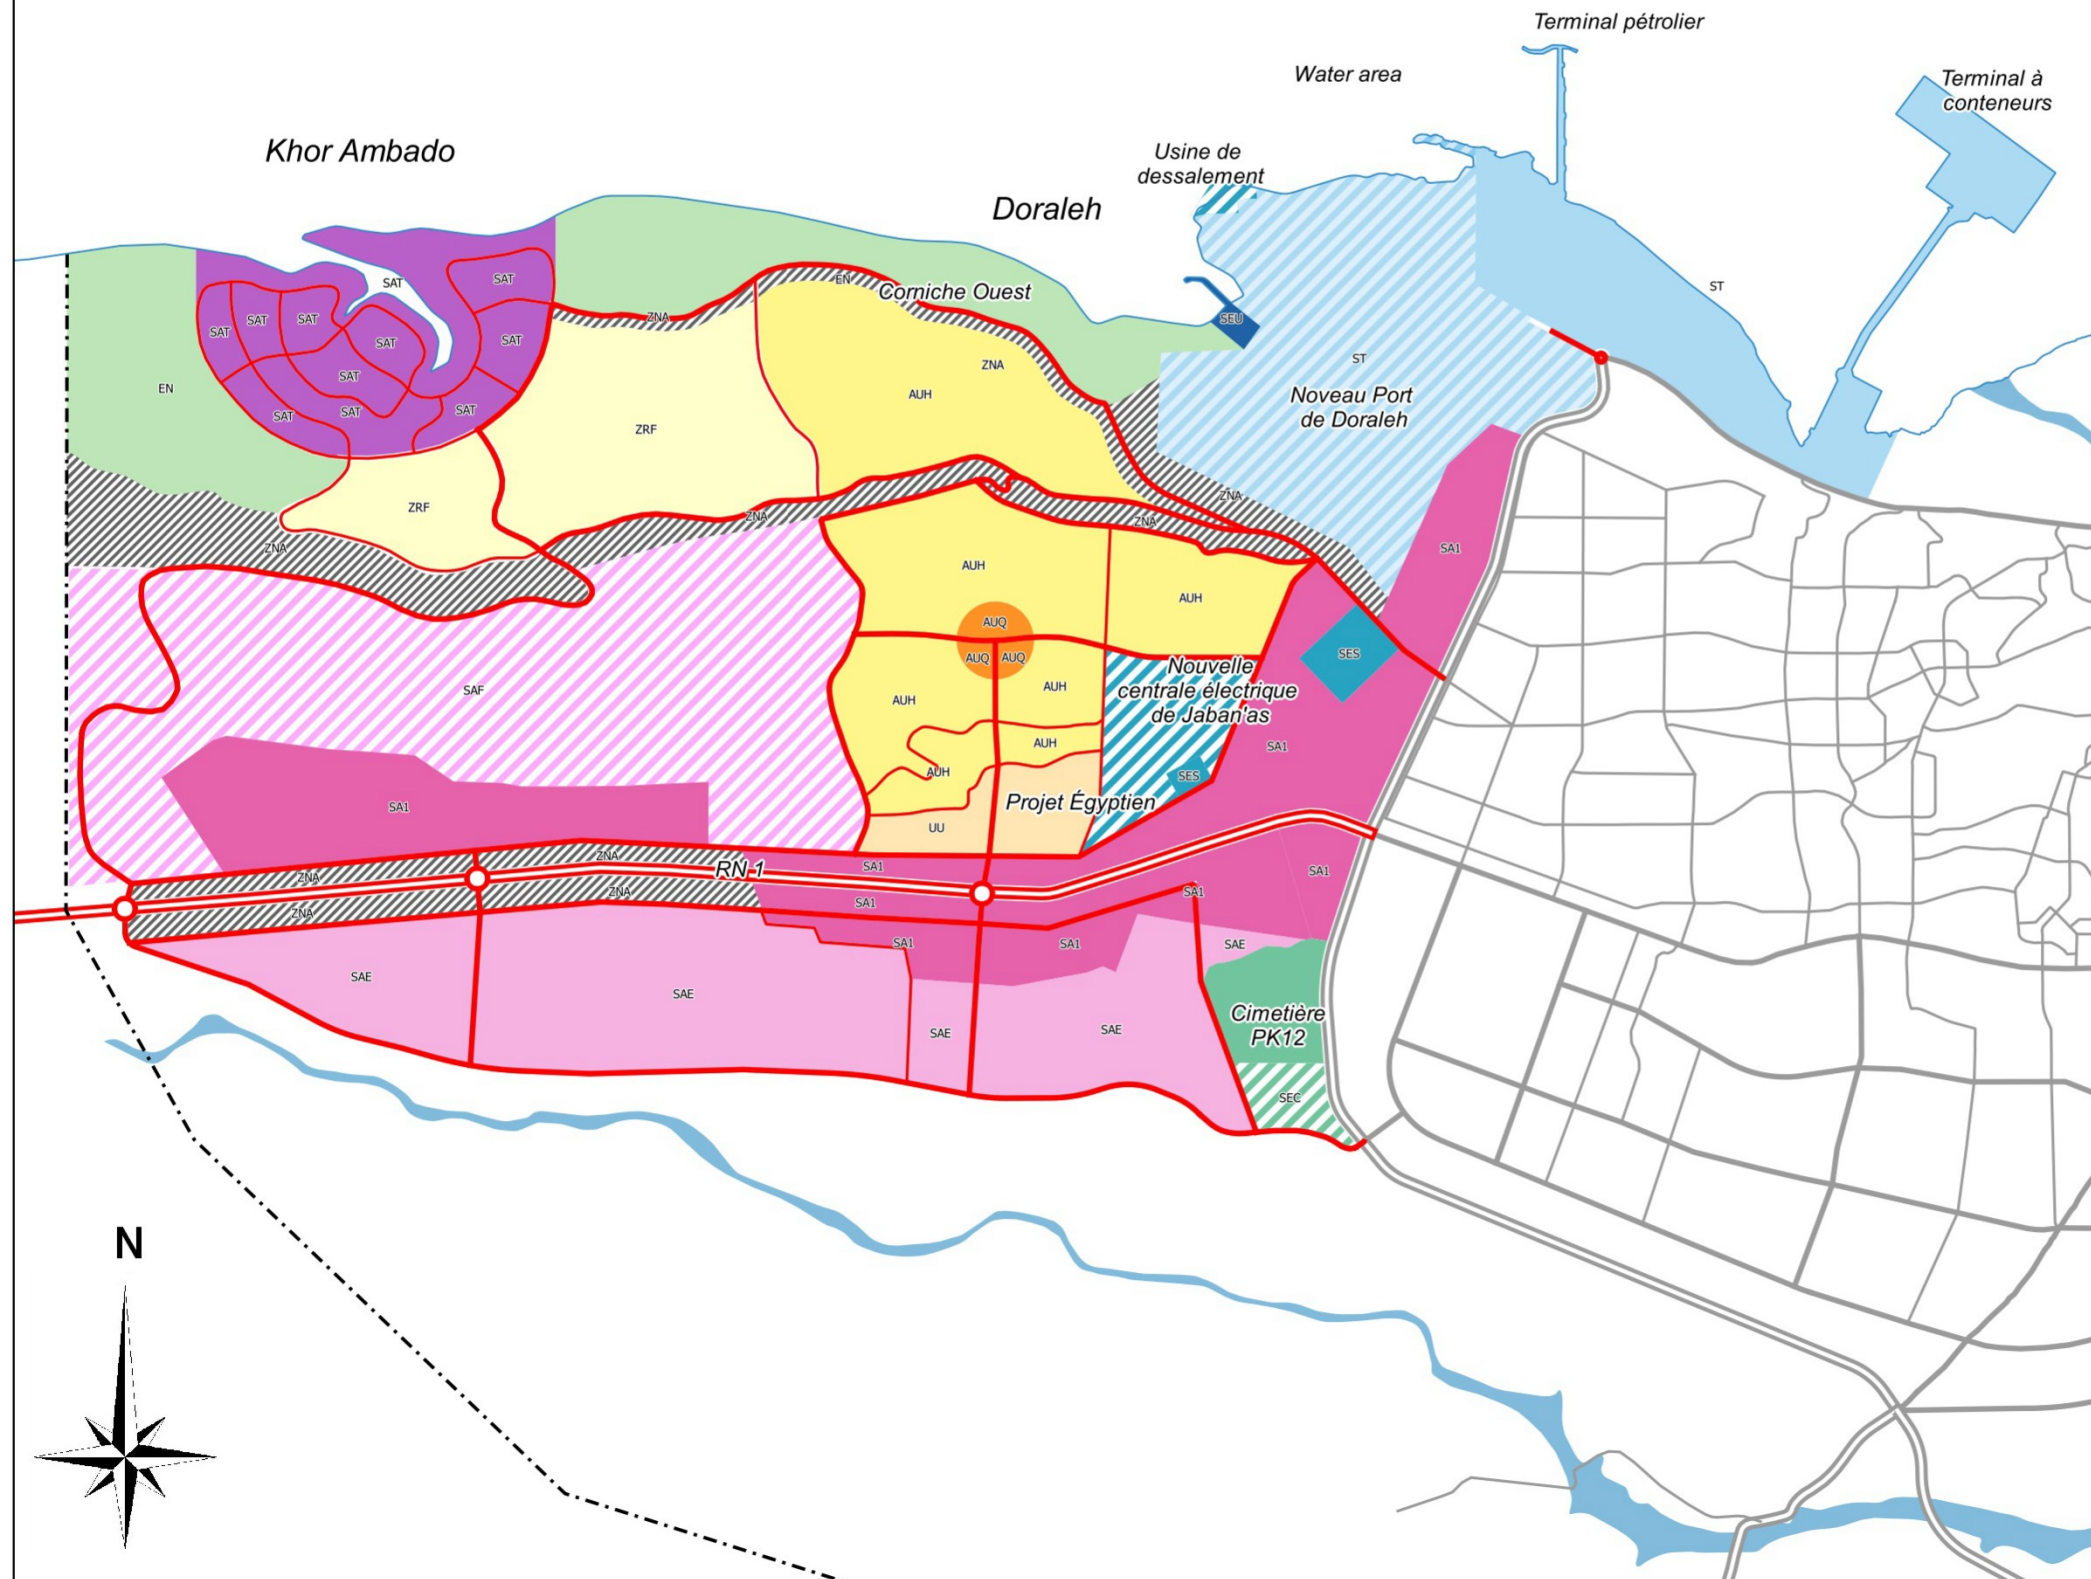 Terminal pétrolier
Water area
Terminal à
conteneurs
Khor Ambado
Usine de
dessalement
Doraleh
SAT
SAT
EN
Corniche Ouest
ST
SAT
SAT
SAT
ZNA
SEU
SAT
SAT
ZNA
ST
EN
SAT
AUH
Noveau Port
de Doraleh
SAT
SAT
SAT
ZRF
ZRF
ZNA
ZNA
ZNA
ZNA
SA1
AUH
AUH
AUQ
AUQ
AUQ
SES
Nouvelle
centrale électrique
de Jaban'as
SAF
AUH
AUH
AUH
SA1
AUH
SES
SA1
Projet Égyptien
UU
ZNA
RN 1
SA1
SA1
ZNA
ZNA
SA1
SA1
ZNA
SA1
SA1
SAE
SAE
SAE
Cimetière
PK12
SAE
SAE
SEC
N